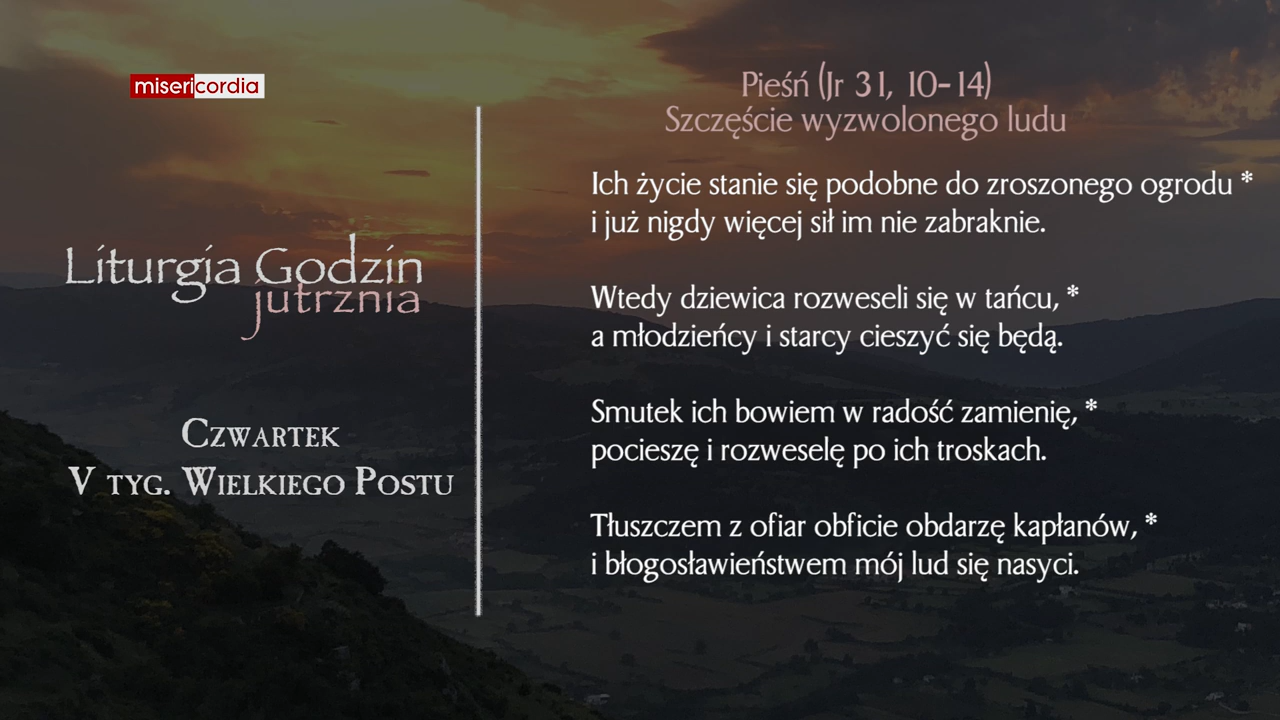 misericordia
Liturgia Godzin
jutrznia
Czwartek
V tyg. Wielkiego Postu
Pieśń (Jr 31, 10-14)
Szczęście wyzwolonego ludu
Ich życie stanie się podobne do zroszonego ogrodu *
i już nigdy więcej sił im nie zabraknie.
Wtedy dziewica rozweseli się w tańcu, *
a młodzieńcy i starcy cieszyć się będą.
Smutek ich bowiem w radość zamienię, *
pocieszę i rozweselę po ich troskach.
Tłuszczem z ofiar obficie obdarzę kapłanów, *
i błogosławieństwem mój lud się nasyci.